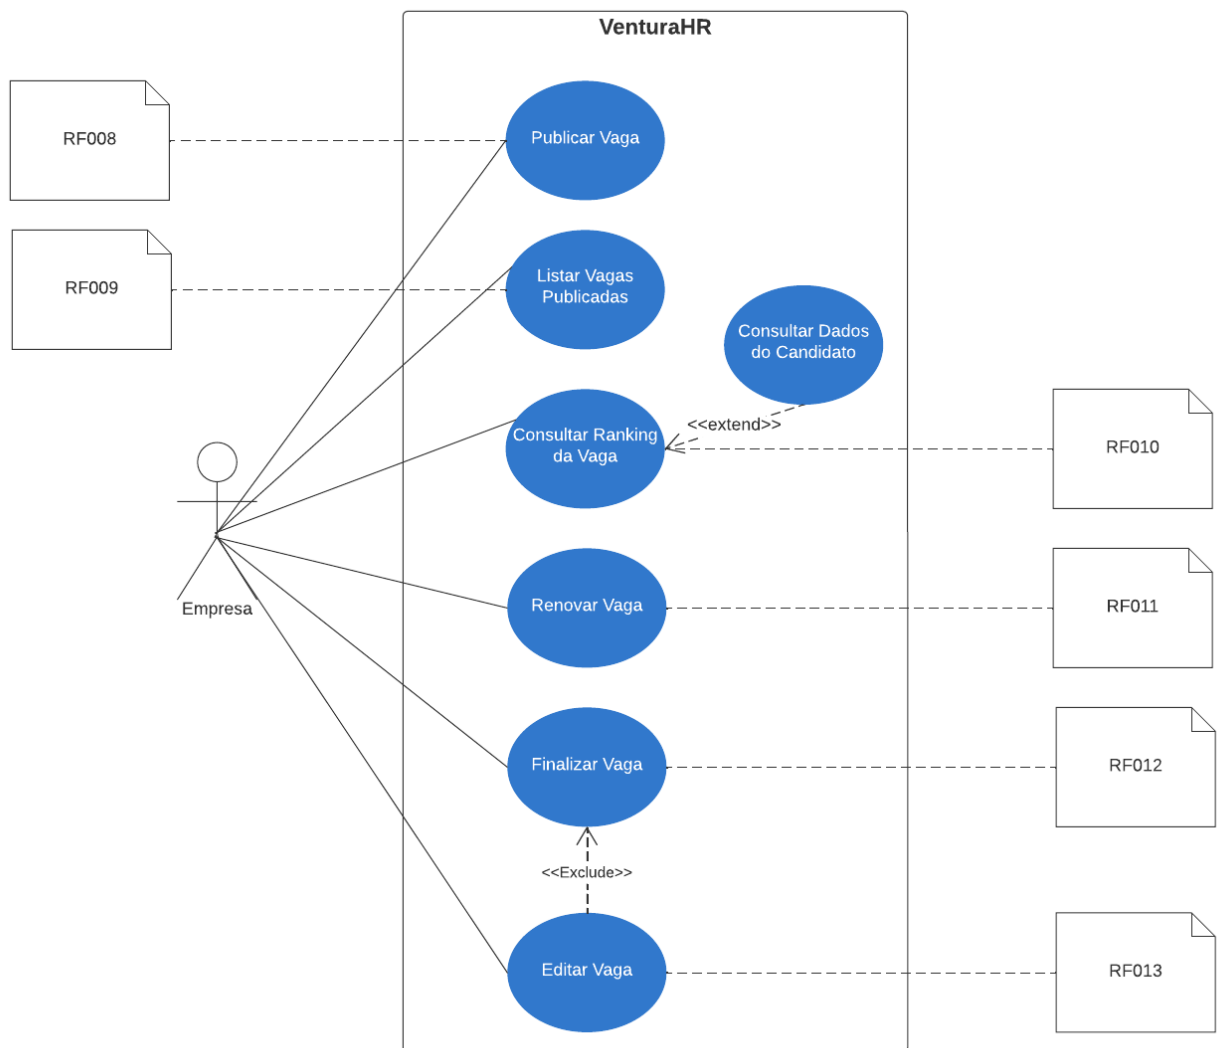 VenturaHR
RF008
Publicar Vaga
RF009
Listar Vagas
Publicadas
Consultar Dados
do Candidato
<<extend>>
Consultar Ranking
da Vaga
RF010
Empresa
Renovar Vaga
RF011
Finalizar Vaga
RF012
<<Exclude>>
Editar Vaga
RF013